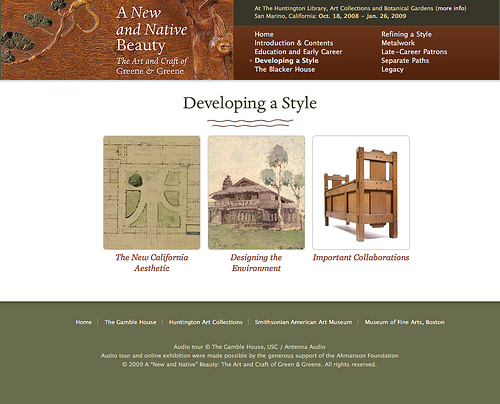 A New
and Native
Beauty
The Art and Craft of
Greene & Greene
At The Huntington Library, Art Collections and Botanical Gardens (more info)
San Marino, California: Oct. 18, 2008 – Jan. 26, 2009
Home
Introduction & Contents
Education and Early Career
Developing a Style
The Blacker House
Refining a Style
Metalwork
Late-Career Patrons
Separate Paths
Legacy
Developing a Style
The New California
Aesthetic
Designing the
Environment
Important Collaborations
Home | The Gamble House | Huntington Art Collections | Smithsonian American Art Museum | Museum of Fine Arts, Boston
Audio tour © The Gamble House, USC / Antenna Audio
Audio tour and online exhibition were made possible by the generous support of the Ahmanson Foundation
© 2009 A "New and Native" Beauty: The Art and Craft of Green & Greene. All rights reserved.